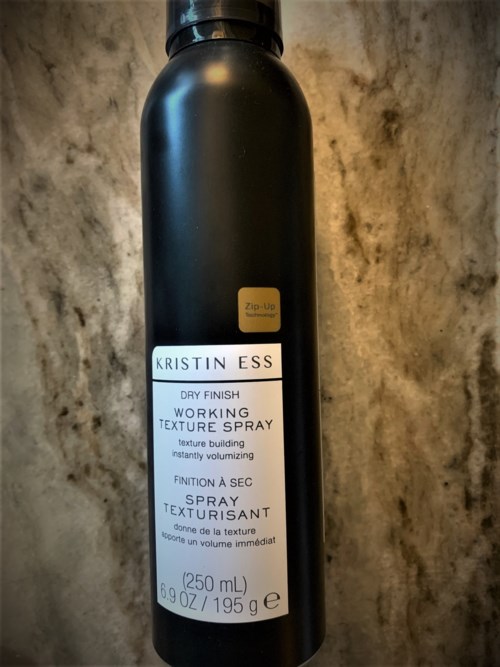 Zip-Up
Technology
KRISTIN ESS
DRY FINISH
WORKING
TEXTURE SPRAY
texture building
instantly volumizing
FINITION À SEC
SPRAY
TEXTURISANT
donne de la texture
apporte un volume immédiat
(250 mL)
6.9 OZ / 195 g e